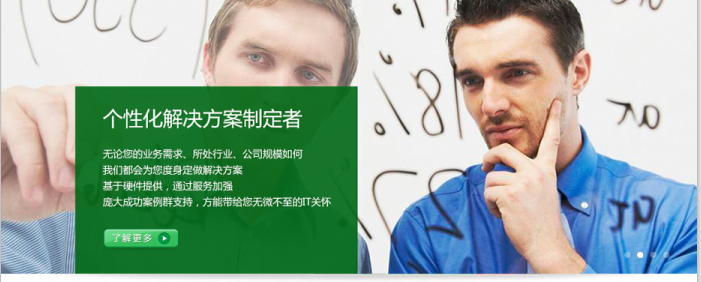 个性化解决方案制定者
无论您的业务需求、所处行业、公司规模如何
我们都会为您度身定做解决方案
基于硬件提供，通过服务加强
庞大成功案例群支持，方能带给您无微不至的IT关怀
了解更多